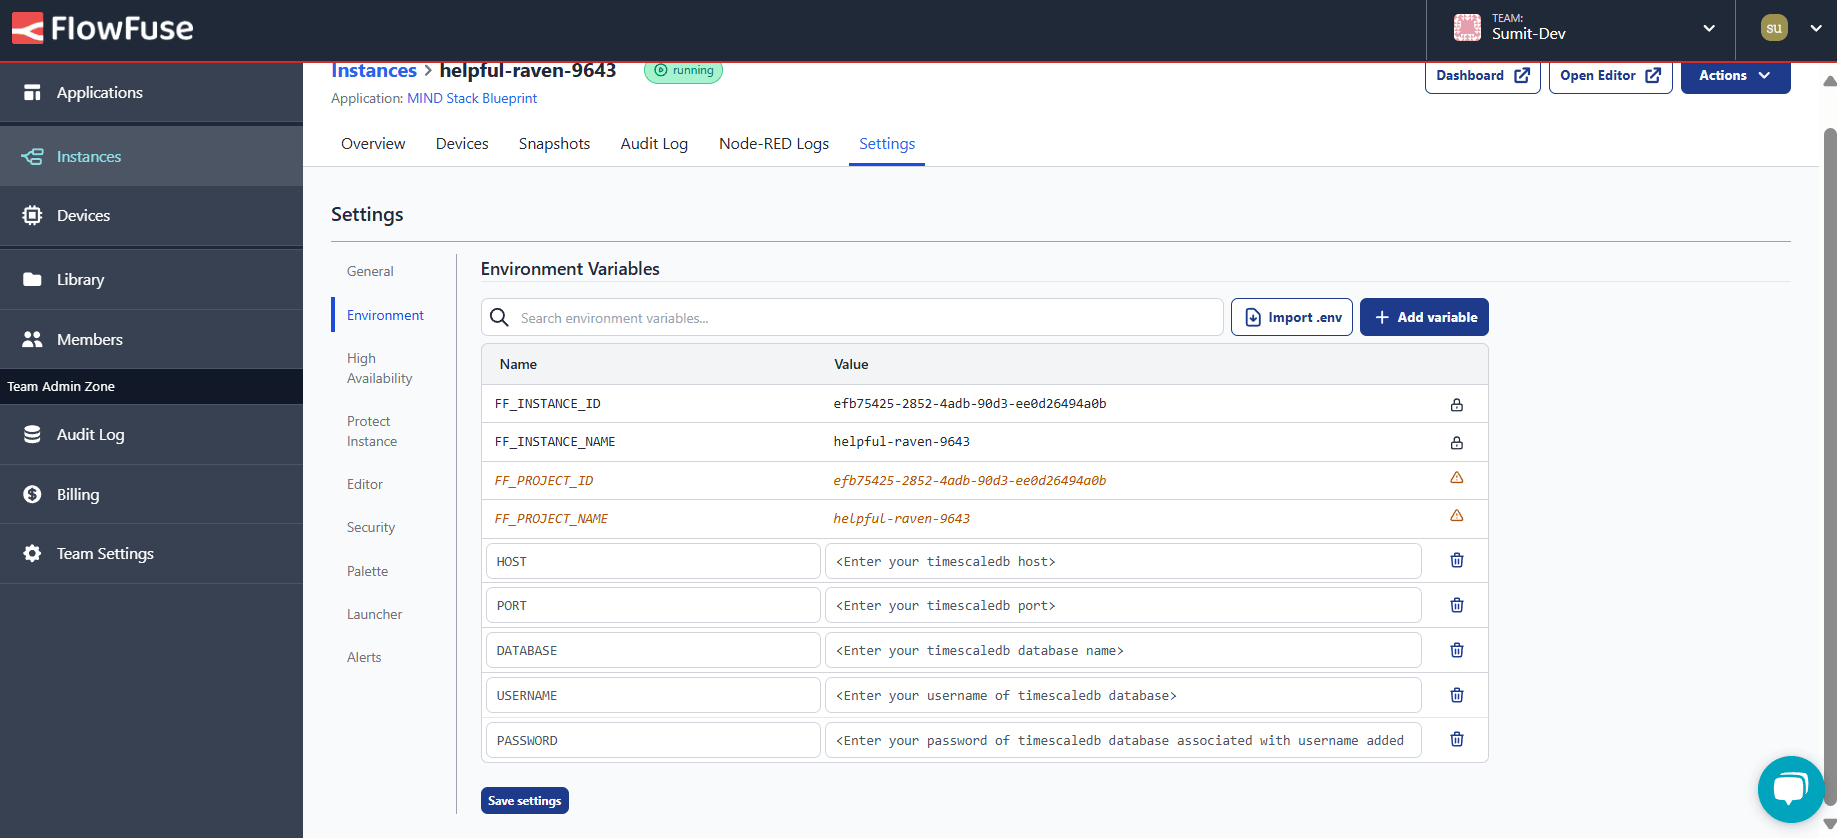 FlowFuse
TEAM:
Sumit-Dev
su
Applications
Instances
Devices
Library
Members
Team Admin Zone
Audit Log
Billing
Team Settings
Instances > helpful-raven-9643
running
Application: MIND Stack Blueprint
Dashboard
Open Editor
Actions
Overview
Devices
Snapshots
Audit Log
Node-RED Logs
Settings
Settings
General
Environment
High
Availability
Protect
Instance
Editor
Security
Palette
Launcher
Alerts
Environment Variables
Search environment variables...
Import .env
+ Add variable
Name Value
FF_INSTANCE_ID efb75425-2852-4adb-90d3-ee0d26494a0b
FF_INSTANCE_NAME helpful-raven-9643
FF_PROJECT_ID efb75425-2852-4adb-90d3-ee0d26494a0b
FF_PROJECT_NAME helpful-raven-9643
HOST <Enter your timescaledb host>
PORT <Enter your timescaledb port>
DATABASE <Enter your timescaledb database name>
USERNAME <Enter your username of timescaledb database>
PASSWORD <Enter your password of timescaledb database associated with username added
Save settings